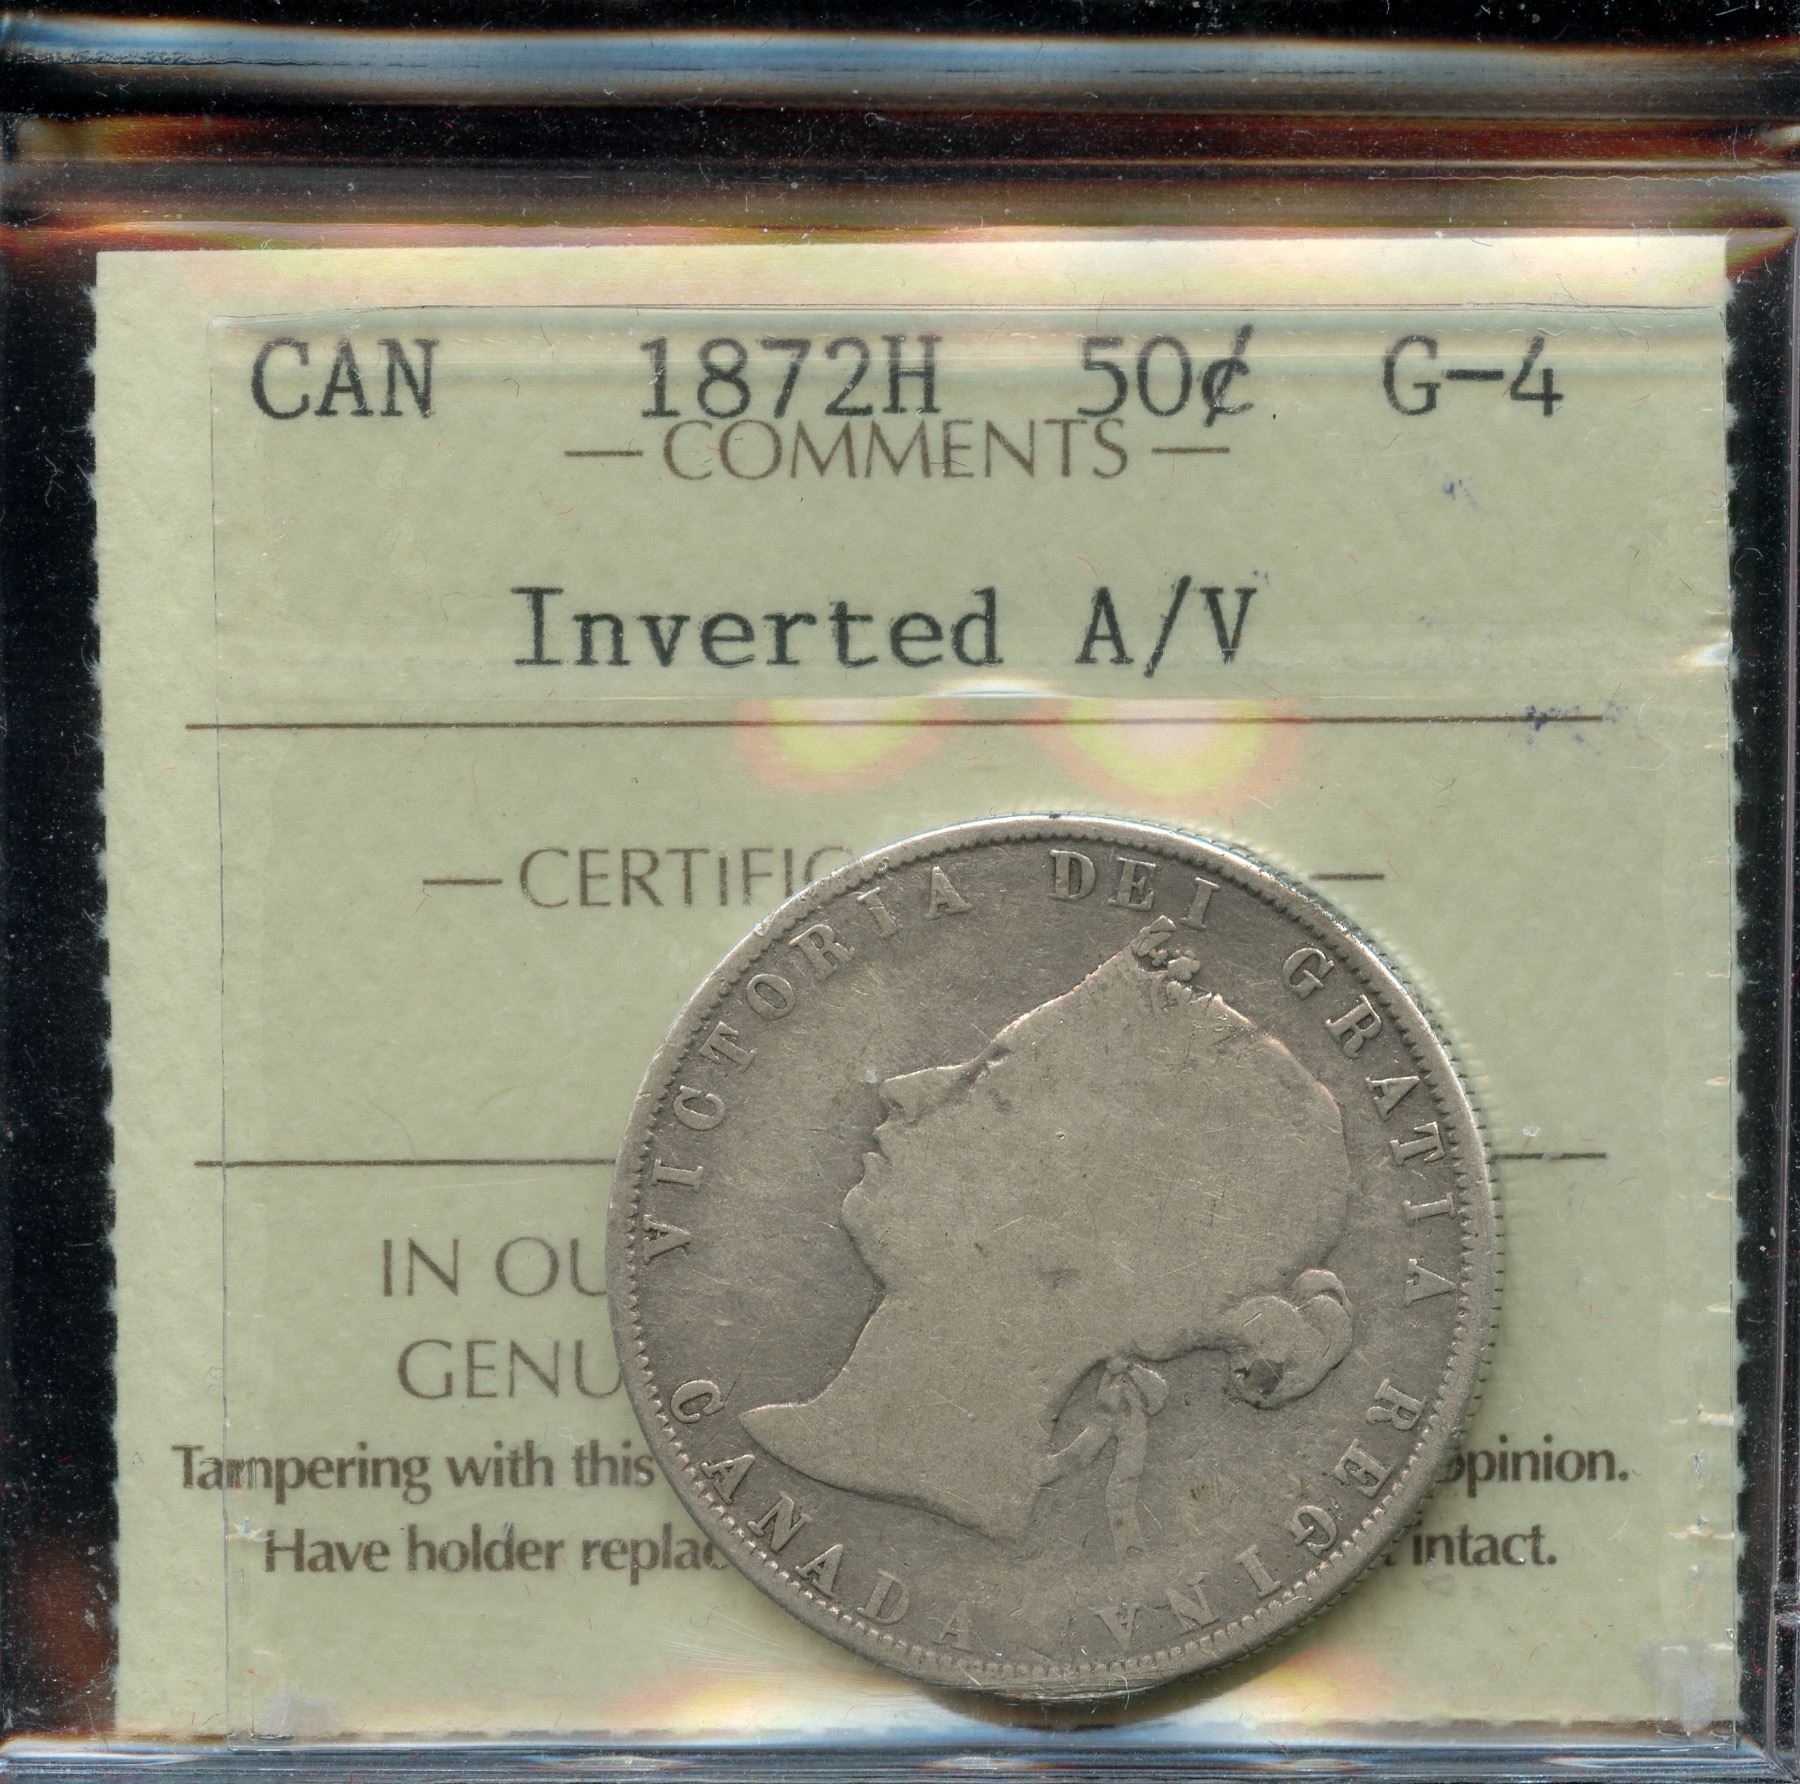 CAN 1872H 50¢ G-4
— COMMENTS —
Inverted A/V
— CERTIFIC —
IN OU
GENU
Tampering with this opinion.
Have holder replac intact.
VICTORIA DEI GRATIA REGINA
CANADA